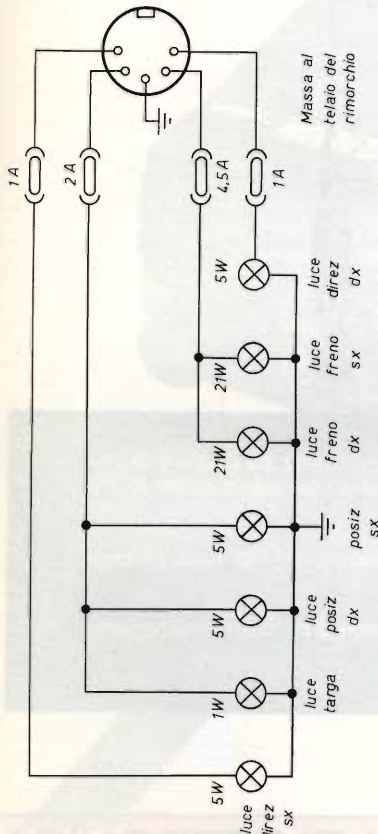 1A
2A
4,5A
1A
Massa al
telaio del
rimorchio
5W
5W
1W
5W
5W
21W
21W
5W
luce
direz
sx
luce
targa
luce
posiz
dx
posiz
sx
luce
freno
dx
luce
freno
sx
luce
direz
dx